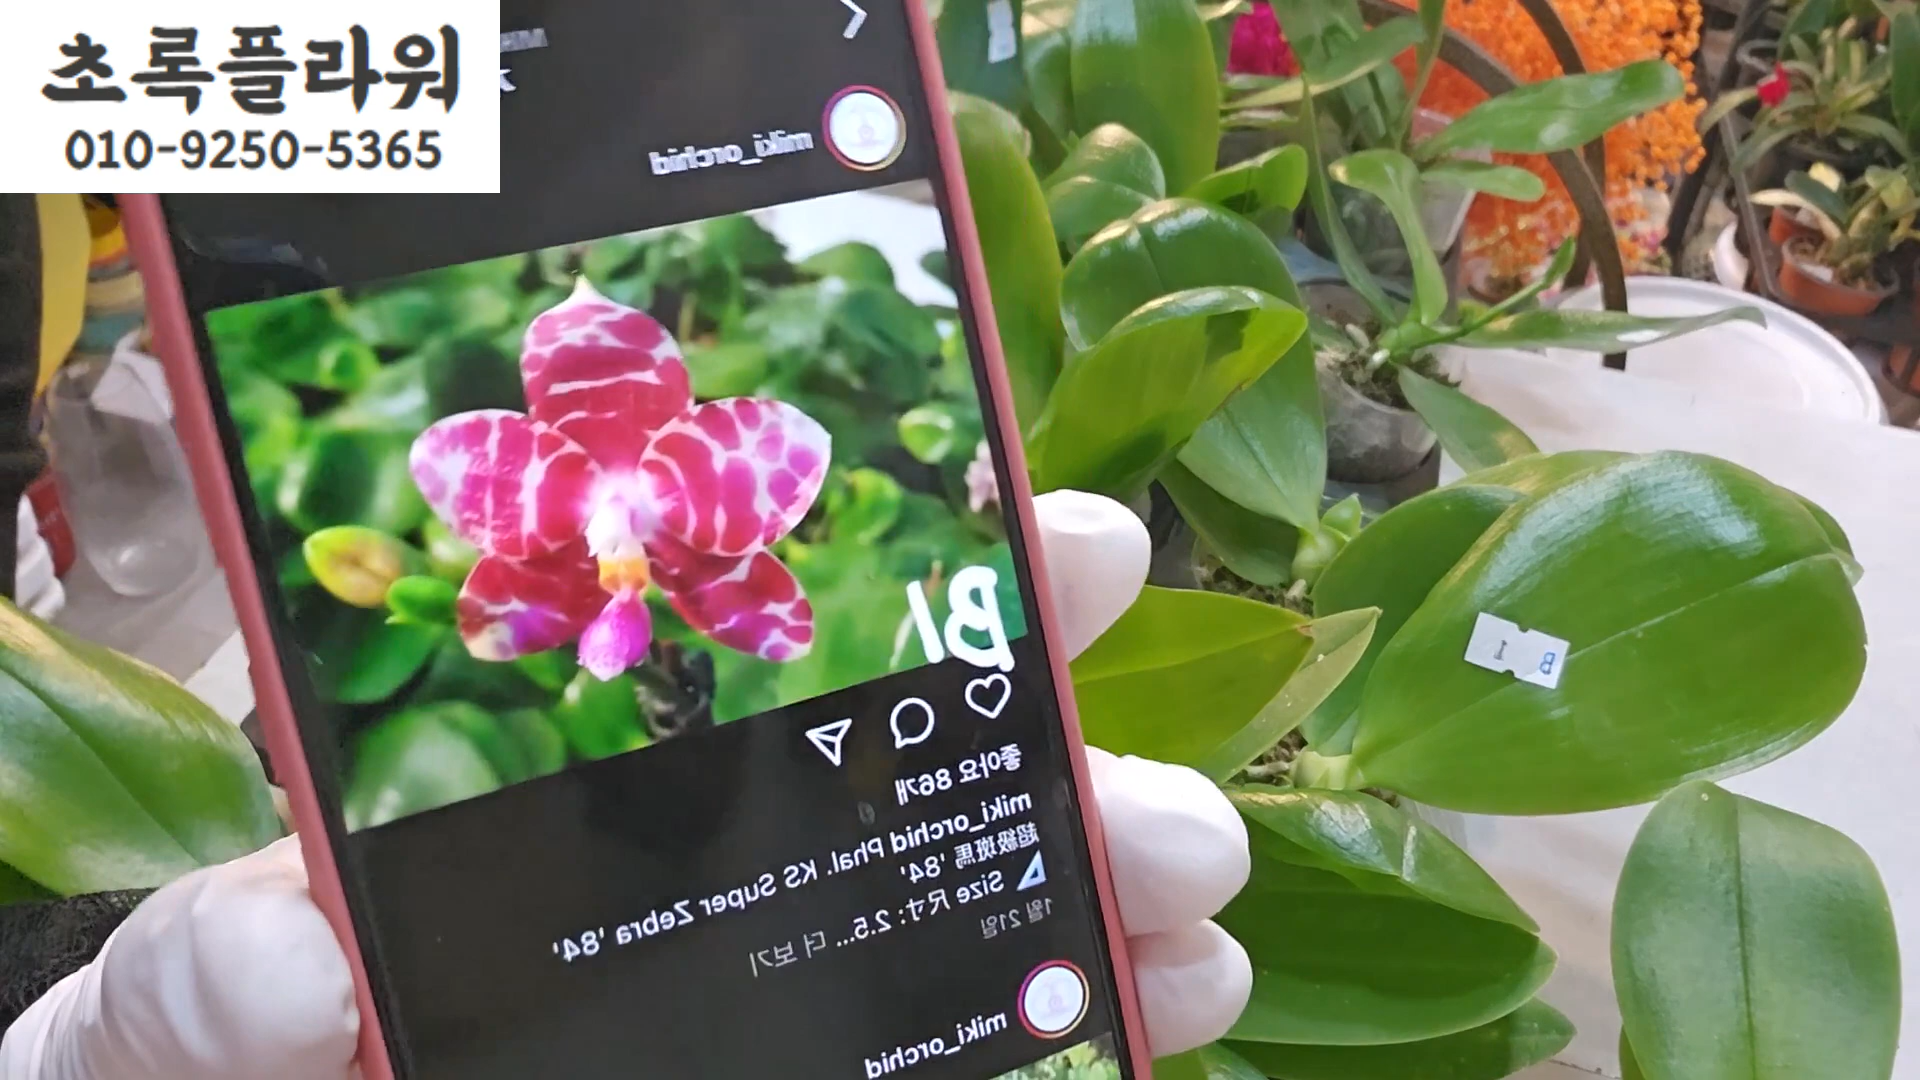 초록플라워
010-9250-5365
miki_orchid
B1
좋아요 86개
miki_orchid Phal. KS Super Zebra '84'
超級斑馬 '84'
Size 尺寸: 2.5... 더 보기
1월 21일
miki_orchid
B 1